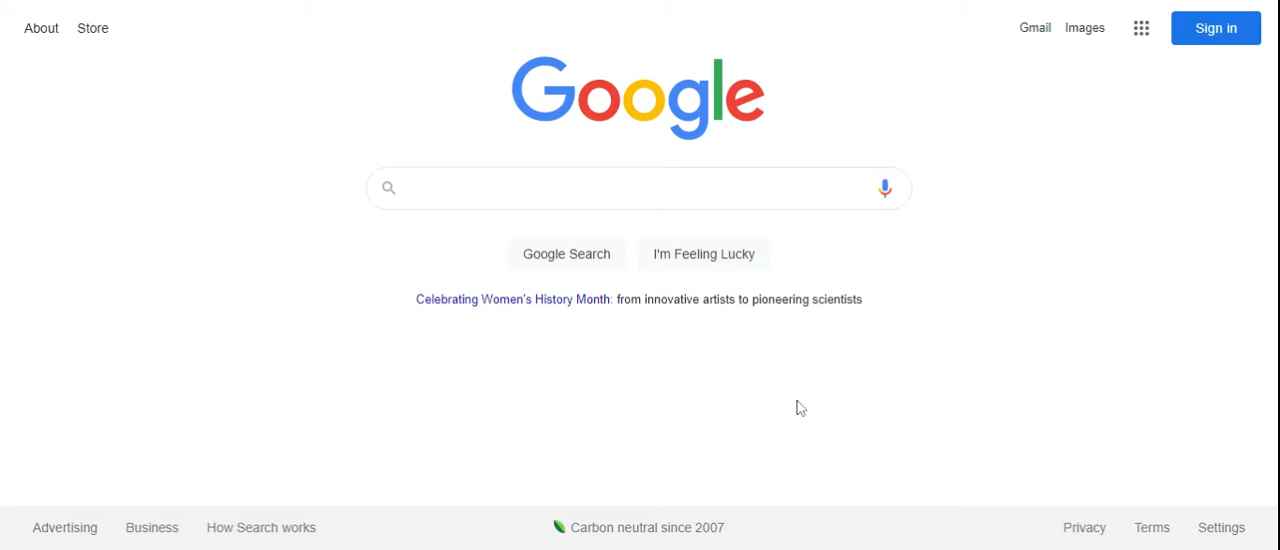 About Store Gmail Images Sign in
Google
Google Search I'm Feeling Lucky
Celebrating Women's History Month: from innovative artists to pioneering scientists
Advertising Business How Search works Carbon neutral since 2007 Privacy Terms Settings